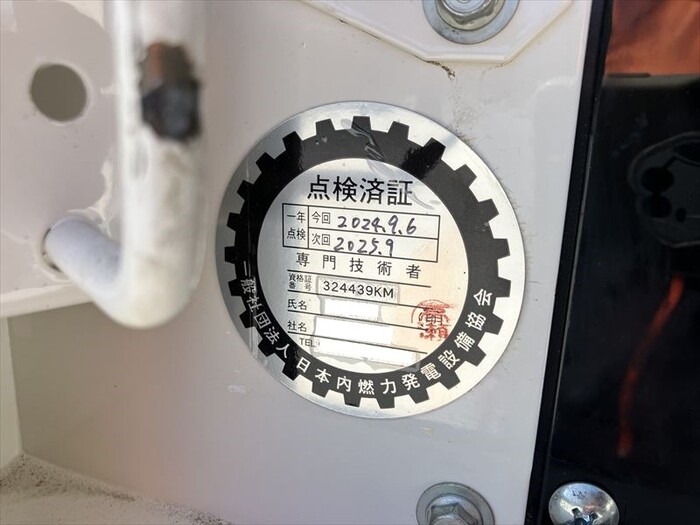 点検済証
一年点検 今回 2024.9.6
次回 2025.9
専門技術者
資格証番号 324439KM
氏名
社名
TEL
一般社団法人日本内燃力発電設備協会